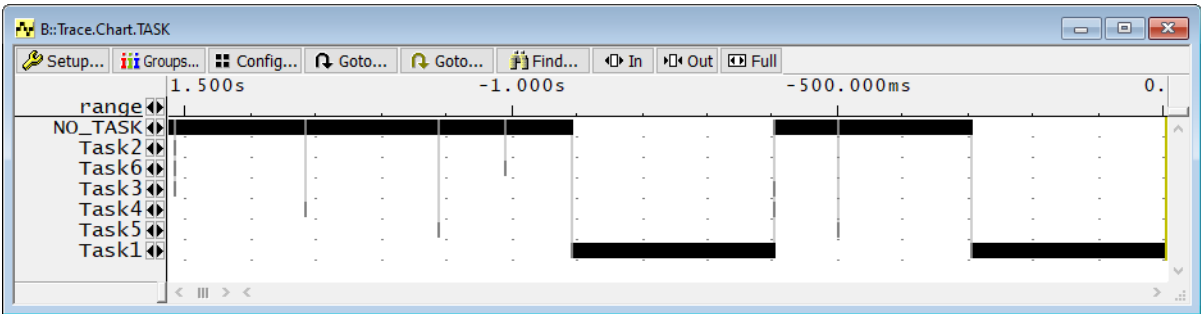 B::Trace.Chart.TASK
Setup... Groups... Config... Goto... Goto... Find... In Out Full
1.500s -1.000s -500.000ms 0.
range
NO_TASK
Task2
Task6
Task3
Task4
Task5
Task1